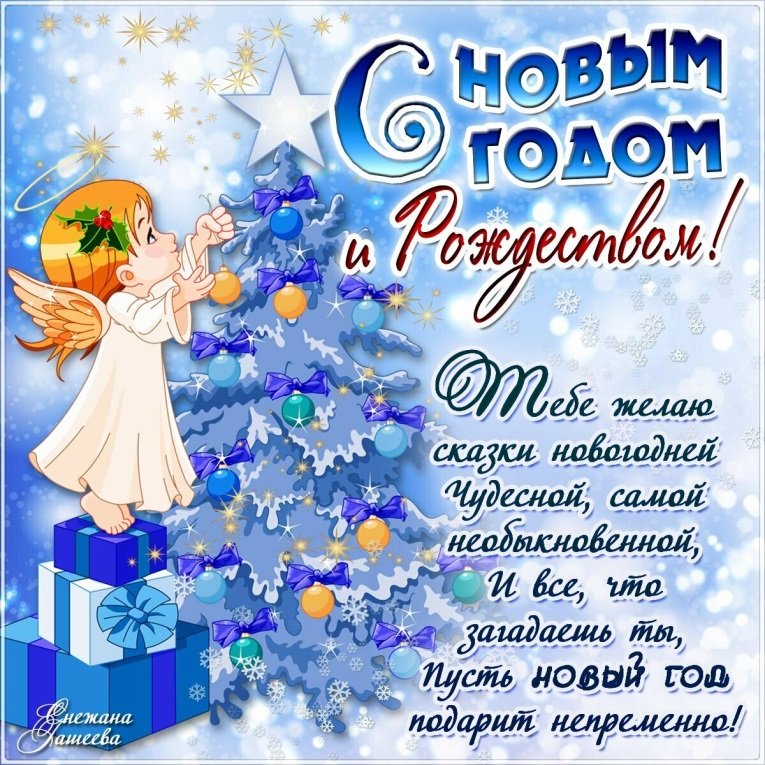 С НОВЫМ
ГОДОМ
и Рождеством!
Тебе желаю
сказки новогодней
Чудесной, самой
необыкновенной,
И все, что
загадаешь ты,
Пусть новый год
подарит непременно!
Снежана
Зашеева